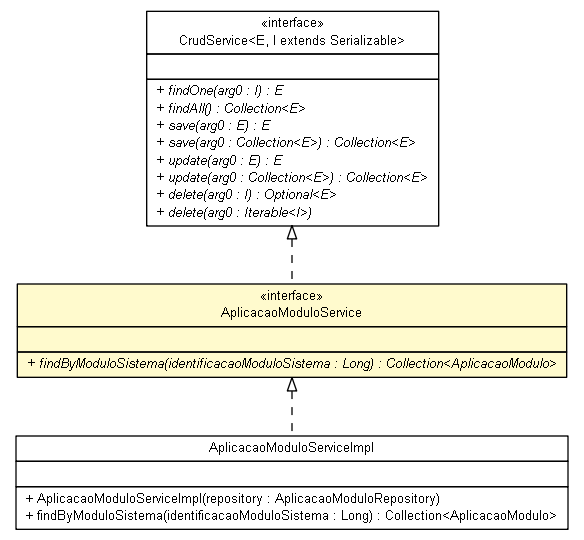 «interface»
CrudService<E, I extends Serializable>
+ findOne(arg0 : I) : E
+ findAll() : Collection<E>
+ save(arg0 : E) : E
+ save(arg0 : Collection<E>) : Collection<E>
+ update(arg0 : E) : E
+ update(arg0 : Collection<E>) : Collection<E>
+ delete(arg0 : I) : Optional<E>
+ delete(arg0 : Iterable<I>)
«interface»
AplicacaoModuloService
+ findByModuloSistema(identificacaoModuloSistema : Long) : Collection<AplicacaoModulo>
AplicacaoModuloServiceImpl
+ AplicacaoModuloServiceImpl(repository : AplicacaoModuloRepository)
+ findByModuloSistema(identificacaoModuloSistema : Long) : Collection<AplicacaoModulo>